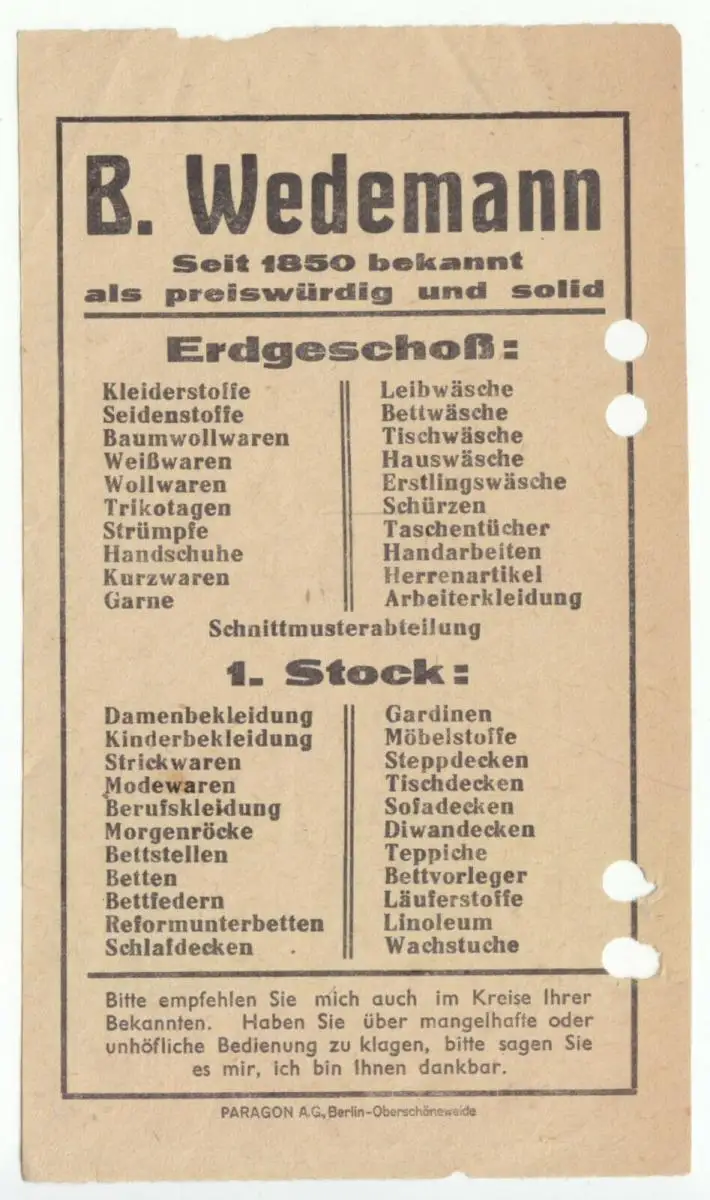 B. Wedemann
Seit 1850 bekannt
als preiswürdig und solid
Erdgeschoß:
Kleiderstoffe
Seidenstoffe
Baumwollwaren
Weißwaren
Wollwaren
Trikotagen
Strümpfe
Handschuhe
Kurzwaren
Garne
Leibwäsche
Bettwäsche
Tischwäsche
Hauswäsche
Erstlingswäsche
Schürzen
Taschentücher
Handarbeiten
Herrenartikel
Arbeiterkleidung
Schnittmusterabteilung
1. Stock:
Damenbekleidung
Kinderbekleidung
Strickwaren
Modewaren
Berufskleidung
Morgenröcke
Bettstellen
Betten
Bettfedern
Reformunterbetten
Schlafdecken
Gardinen
Möbelstoffe
Steppdecken
Tischdecken
Sofadecken
Diwandecken
Teppiche
Bettvorleger
Läuferstoffe
Linoleum
Wachstuche
Bitte empfehlen Sie mich auch im Kreise Ihrer
Bekannten. Haben Sie über mangelhafte oder
unhöfliche Bedienung zu klagen, bitte sagen Sie
es mir, ich bin Ihnen dankbar.
PARAGON A.G., Berlin-Oberschöneweide